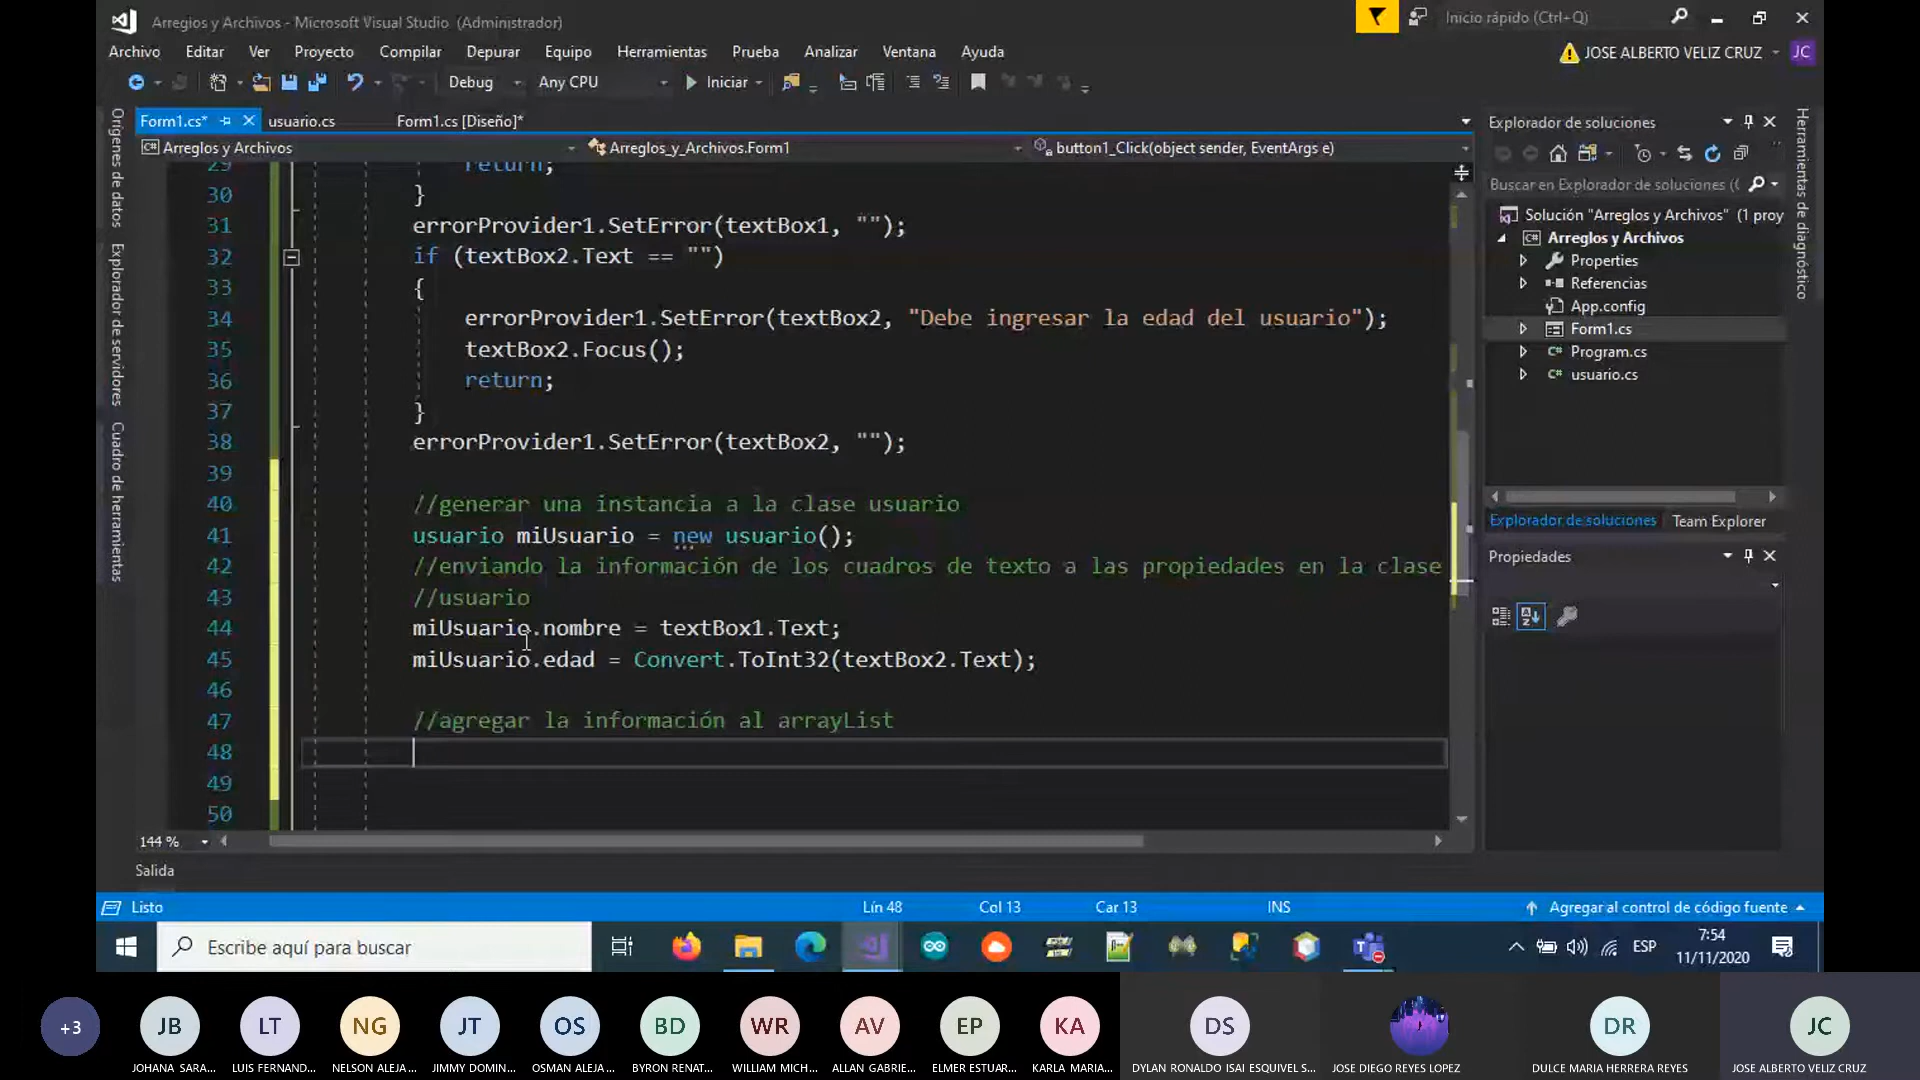 Arreglos y Archivos - Microsoft Visual Studio (Administrador)
Inicio rápido (Ctrl+Q)
Archivo Editar Ver Proyecto Compilar Depurar Equipo Herramientas Prueba Analizar Ventana Ayuda
JOSE ALBERTO VELIZ CRUZ JC
Debug Any CPU Iniciar
Form1.cs* usuario.cs Form1.cs [Diseño]*
Arreglos y Archivos Arreglos_y_Archivos.Form1 button1_Click(object sender, EventArgs e)
Orígenes de datos
Explorador de servidores
Cuadro de herramientas
29 return;
30 }
31 errorProvider1.SetError(textBox1, "");
32 if (textBox2.Text == "")
33 {
34 errorProvider1.SetError(textBox2, "Debe ingresar la edad del usuario");
35 textBox2.Focus();
36 return;
37 }
38 errorProvider1.SetError(textBox2, "");
39
40 //generar una instancia a la clase usuario
41 usuario miUsuario = new usuario();
42 //enviando la información de los cuadros de texto a las propiedades en la clase
43 //usuario
44 miUsuario.nombre = textBox1.Text;
45 miUsuario.edad = Convert.ToInt32(textBox2.Text);
46
47 //agregar la información al arrayList
48
49
50
144 %
Salida
Explorador de soluciones
Buscar en Explorador de soluciones (
Solución "Arreglos y Archivos" (1 proy
Arreglos y Archivos
Properties
Referencias
App.config
Form1.cs
Program.cs
usuario.cs
Explorador de soluciones Team Explorer
Propiedades
Herramientas de diagnóstico
Listo Lín 48 Col 13 Car 13 INS Agregar al control de código fuente
Escribe aquí para buscar
ESP
7:54
11/11/2020
+3 JB LT NG JT OS BD WR AV EP KA DS DR JC
JOHANA SARA... LUIS FERNAND... NELSON ALEJA... JIMMY DOMIN... OSMAN ALEJA... BYRON RENAT... WILLIAM MICH... ALLAN GABRIE... ELMER ESTUAR... KARLA MARIA... DYLAN RONALDO ISAI ESQUIVEL S... JOSE DIEGO REYES LOPEZ DULCE MARIA HERRERA REYES JOSE ALBERTO VELIZ CRUZ